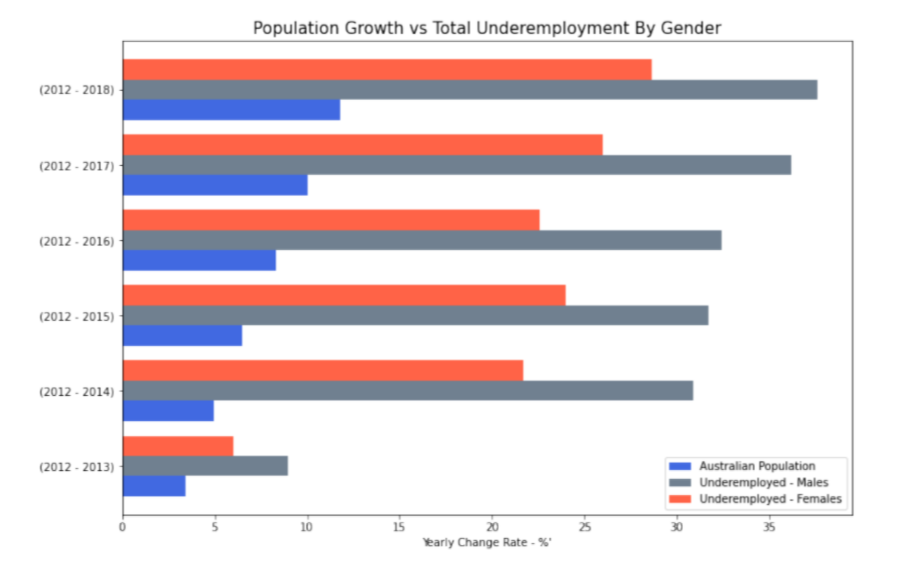 Population Growth vs Total Underemployment By Gender
(2012 - 2018)
(2012 - 2017)
(2012 - 2016)
(2012 - 2015)
(2012 - 2014)
(2012 - 2013)
Australian Population
Underemployed - Males
Underemployed - Females
0 5 10 15 20 25 30 35
Yearly Change Rate - %'